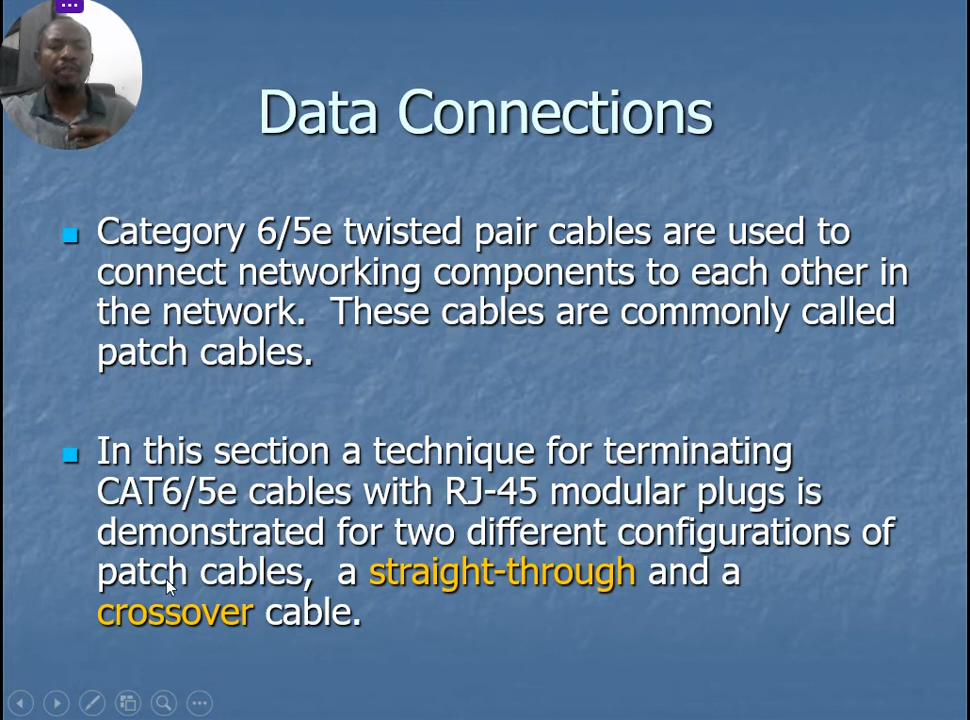 Data Connections
Category 6/5e twisted pair cables are used to
connect networking components to each other in
the network.  These cables are commonly called
patch cables.
In this section a technique for terminating
CAT6/5e cables with RJ-45 modular plugs is
demonstrated for two different configurations of
patch cables,  a straight-through and a
crossover cable.